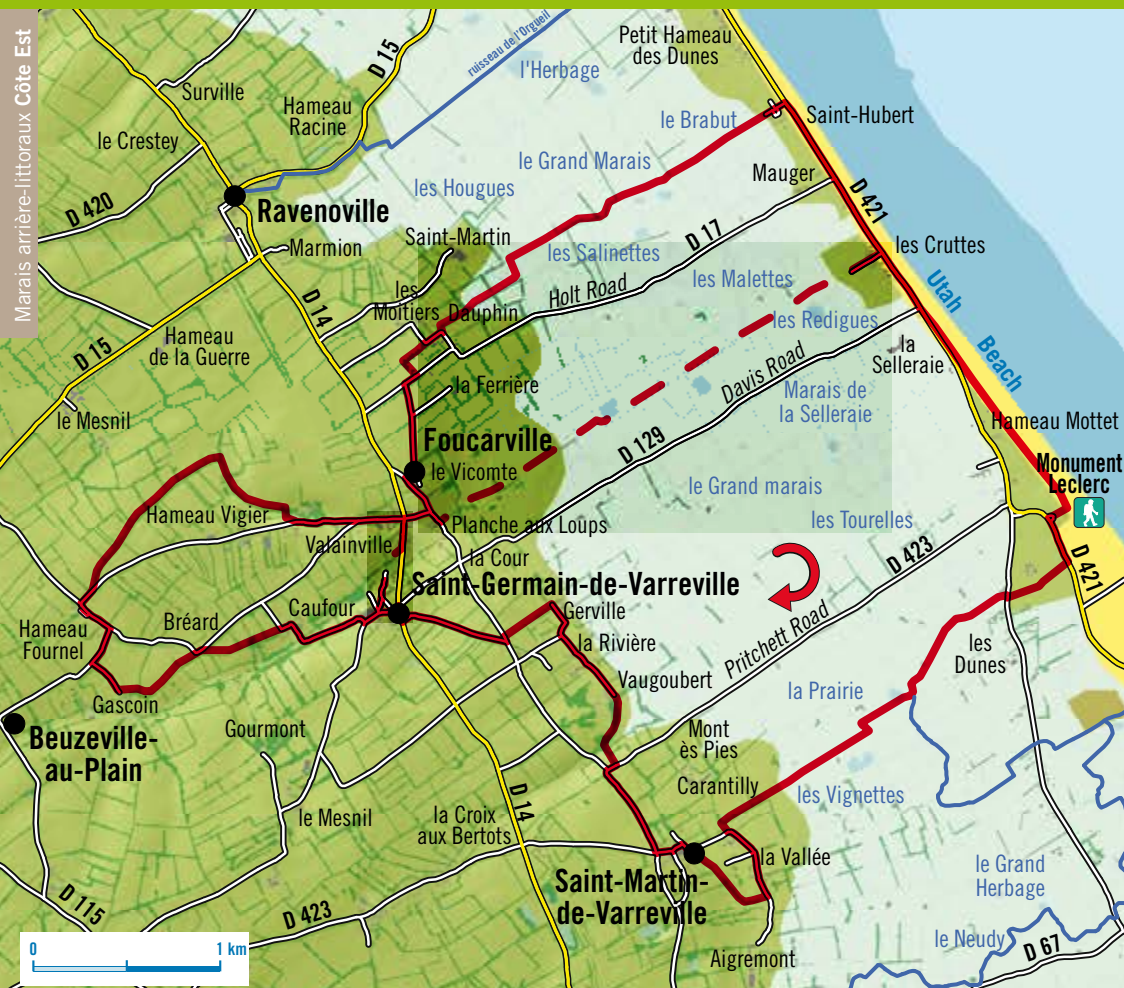 Marais arrière-littoraux Côte Est
D 15
ruisseau de l'Orgueil
Petit Hameau
des Dunes
l'Herbage
Surville
Hameau
Racine
le Crestey
le Brabut
Saint-Hubert
le Grand Marais
Mauger
D 420
les Hougues
D 421
Ravenoville
Saint-Martin
D 17
les Cruttes
Marmion
les Salinettes
les Malettes
Utah
Beach
Holt Road
les
Moitiers
Dauphin
D 14
les Redigues
Hameau
de la Guerre
D 15
la
Selleraie
Davis Road
la Ferrière
Marais de
la Selleraie
le Mesnil
Hameau Mottet
Foucarville
D 129
le Vicomte
Monument
Leclerc
le Grand marais
Hameau Vigier
Planche aux Loups
les Tourelles
Valainville
la Cour
D 423
D 421
Saint-Germain-de-Varreville
Caufour
Gerville
Bréard
Hameau
Fournel
la Rivière
Pritchett Road
les
Dunes
Vaugoubert
la Prairie
Gascoin
Gourmont
Mont
ès Pies
Beuzeville-
au-Plain
Carantilly
les Vignettes
D 14
le Mesnil
la Croix
aux Bertots
la Vallée
le Grand
Herbage
Saint-Martin-
de-Varreville
D 115
D 423
le Neudy
D 67
Aigremont
0
1 km